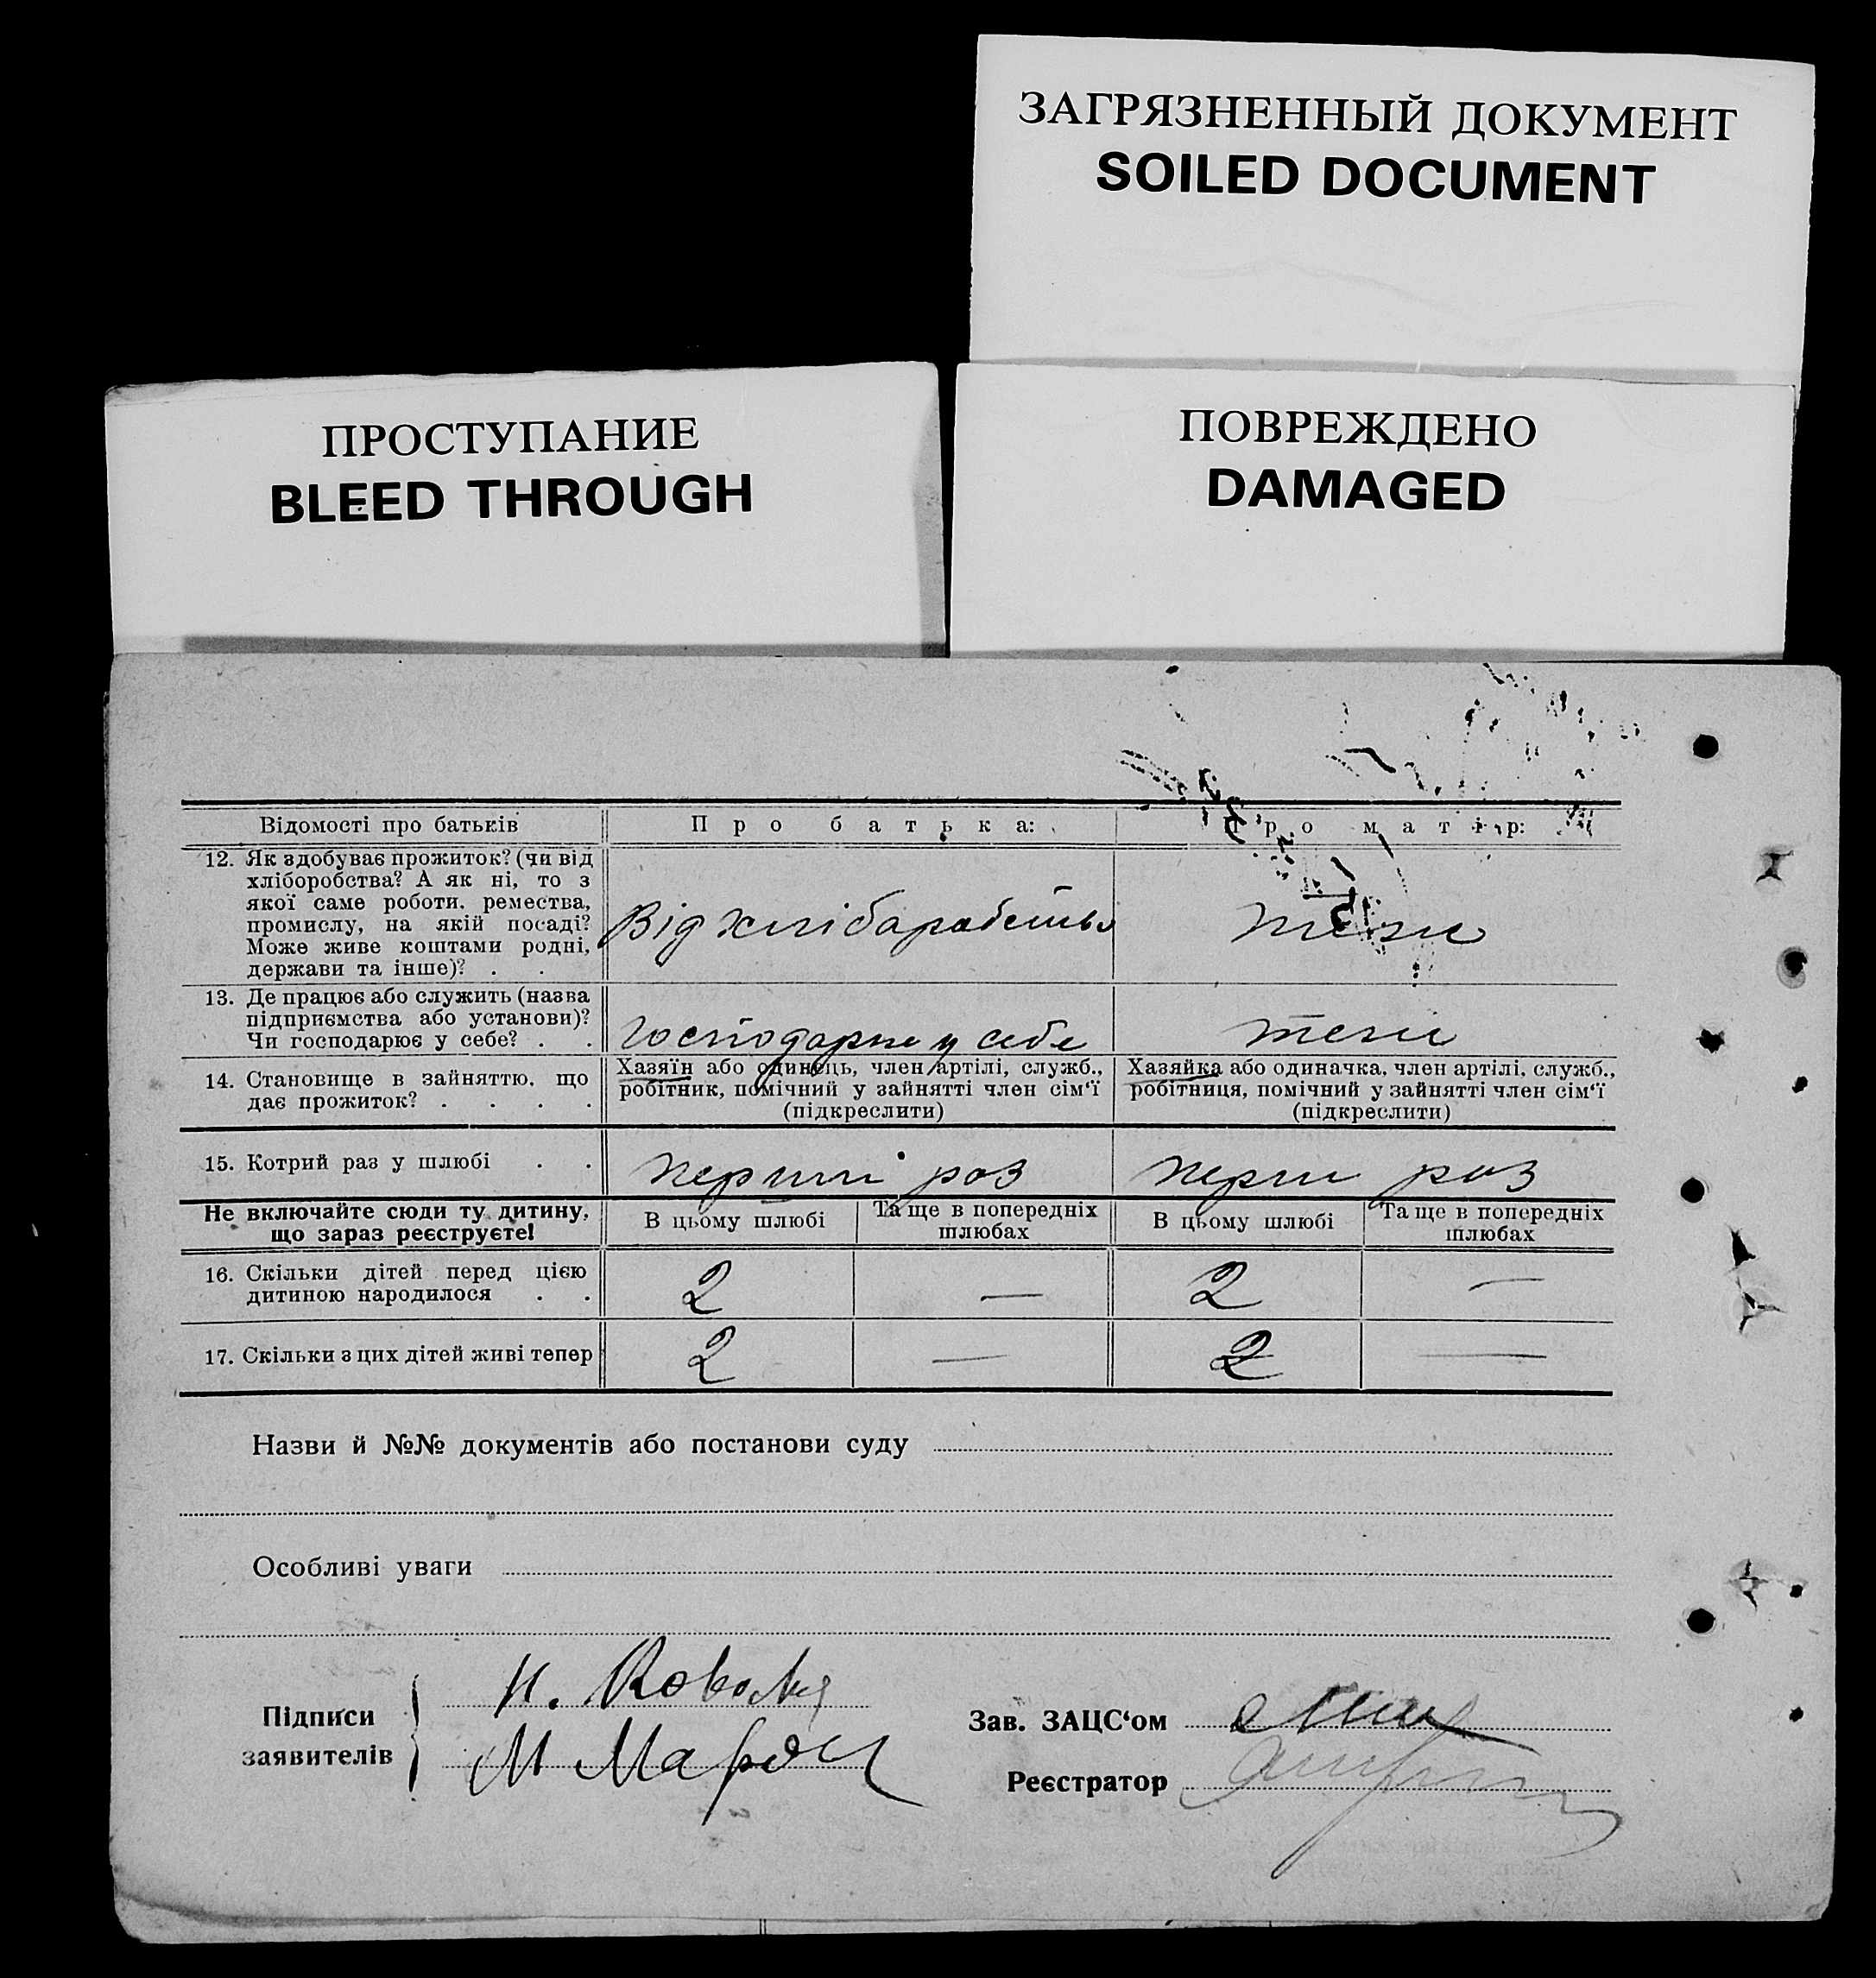 ЗАГРЯЗНЕННЫЙ ДОКУМЕНТ
SOILED DOCUMENT
ПРОСТУПАНИЕ
BLEED THROUGH
ПОВРЕЖДЕНО
DAMAGED
Відомості про батьків
Про батька:
Про матір:
12. Як здобуває прожиток? (чи від
хліборобства? А як ні, то з
якої саме роботи, ремества,
промислу, на якій посаді?
Може живе коштами родні,
держави та інше)? . .
Від хліборобства
теж
13. Де працює або служить (назва
підприємства або установи)?
Чи господарює у себе? . .
Господарює у себе
теж
14. Становище в зайняттю, що
дає прожиток? . . . .
Хазяїн або одинець, член артілі, служб.,
робітник, помічний у зайнятті член сім‘ї
(підкреслити)
Хазяйка або одиначка, член артілі, служб.,
робітниця, помічний у зайнятті член сім‘ї
(підкреслити)
15. Котрий раз у шлюбі . .
перший раз
перш раз
Не включайте сюди ту дитину,
що зараз реєструєте!
В цьому шлюбі
Та ще в попередніх
шлюбах
В цьому шлюбі
Та ще в попередніх
шлюбах
16. Скільки дітей перед цією
дитиною народилося . .
2
—
2
—
17. Скільки з цих дітей живі тепер
2
—
2
—
Назви й №№ документів або постанови суду
Особливі уваги
Підписи
заявителів
Н.
М
Зав. ЗАЦС‘ом
Реєстратор